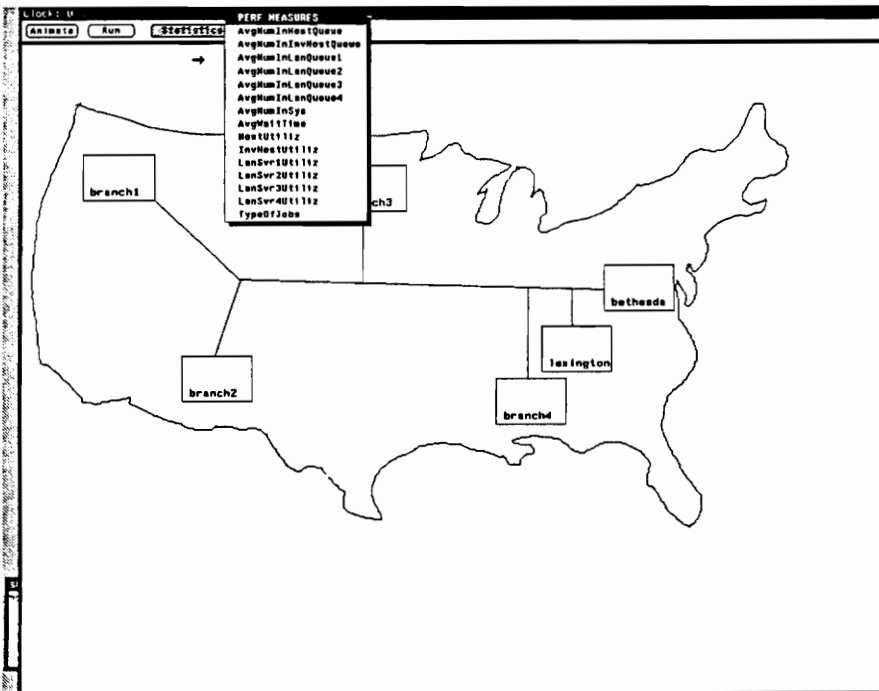 Clock: 0
Animate
Run
Statistics
PERF MEASURES
AvgNumInHostQueue
AvgNumInInvHostQueue
AvgNumInLanQueue1
AvgNumInLanQueue2
AvgNumInLanQueue3
AvgNumInLanQueue4
AvgNumInSys
AvgWaitTime
HostUtiliz
InvHostUtiliz
LanSvr1Utiliz
LanSvr2Utiliz
LanSvr3Utiliz
LanSvr4Utiliz
TypeOfJobs
branch1
ch3
bethesda
lexington
branch2
branch4